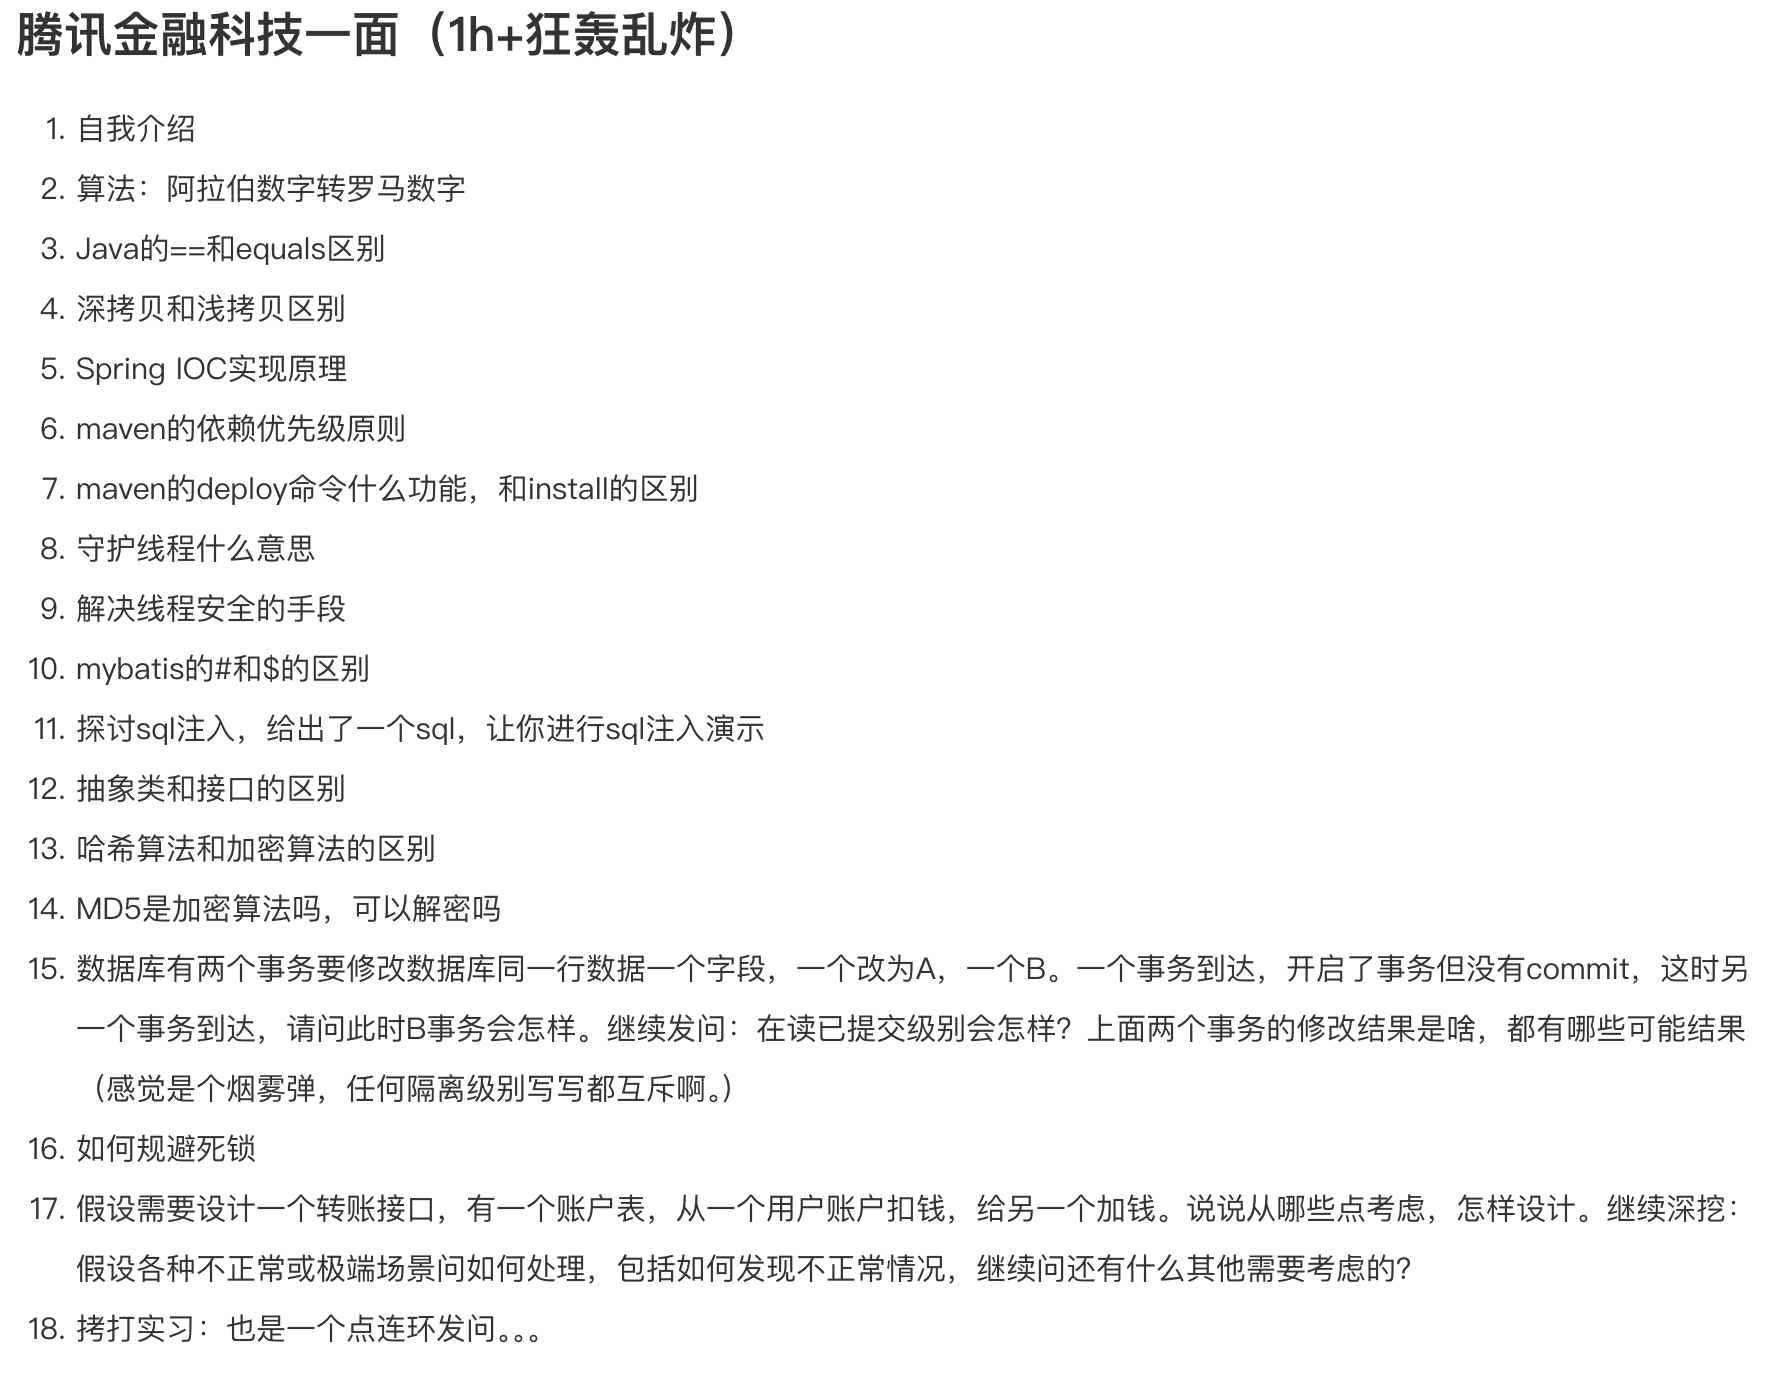 腾讯金融科技一面（1h+狂轰乱炸）
1. 自我介绍
2. 算法：阿拉伯数字转罗马数字
3. Java的==和equals区别
4. 深拷贝和浅拷贝区别
5. Spring IOC实现原理
6. maven的依赖优先级原则
7. maven的deploy命令什么功能，和install的区别
8. 守护线程什么意思
9. 解决线程安全的手段
10. mybatis的#和$的区别
11. 探讨sql注入，给出了一个sql，让你进行sql注入演示
12. 抽象类和接口的区别
13. 哈希算法和加密算法的区别
14. MD5是加密算法吗，可以解密吗
15. 数据库有两个事务要修改数据库同一行数据一个字段，一个改为A，一个B。一个事务到达，开启了事务但没有commit，这时另
一个事务到达，请问此时B事务会怎样。继续发问：在读已提交级别会怎样？上面两个事务的修改结果是啥，都有哪些可能结果
（感觉是个烟雾弹，任何隔离级别写写都互斥啊。）
16. 如何规避死锁
17. 假设需要设计一个转账接口，有一个账户表，从一个用户账户扣钱，给另一个加钱。说说从哪些点考虑，怎样设计。继续深挖：
假设各种不正常或极端场景问如何处理，包括如何发现不正常情况，继续问还有什么其他需要考虑的？
18. 拷打实习：也是一个点连环发问。。。